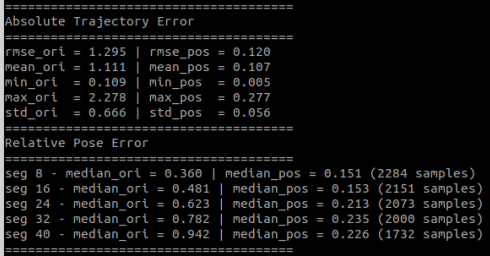 ======================================
Absolute Trajectory Error
======================================
rmse_ori = 1.295 | rmse_pos = 0.120
mean_ori = 1.111 | mean_pos = 0.107
min_ori  = 0.109 | min_pos  = 0.005
max_ori  = 2.278 | max_pos  = 0.277
std_ori  = 0.666 | std_pos  = 0.056
======================================
Relative Pose Error
======================================
seg 8 - median_ori = 0.360 | median_pos = 0.151 (2284 samples)
seg 16 - median_ori = 0.481 | median_pos = 0.153 (2151 samples)
seg 24 - median_ori = 0.623 | median_pos = 0.213 (2073 samples)
seg 32 - median_ori = 0.782 | median_pos = 0.235 (2000 samples)
seg 40 - median_ori = 0.942 | median_pos = 0.226 (1732 samples)
======================================